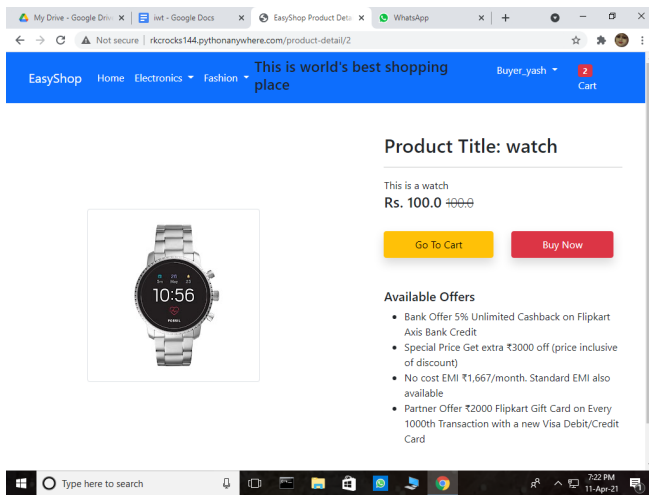 My Drive - Google Driv
iwt - Google Docs
EasyShop Product Deta
WhatsApp
Not secure | rkcrocks144.pythonanywhere.com/product-detail/2
EasyShop Home Electronics Fashion
This is world's best shopping
place
Buyer_yash
2
Cart
Product Title: watch
This is a watch
Rs. 100.0 100.0
Go To Cart
Buy Now
10:56
FOSSIL
Available Offers
Bank Offer 5% Unlimited Cashback on Flipkart
Axis Bank Credit
Special Price Get extra ₹3000 off (price inclusive
of discount)
No cost EMI ₹1,667/month. Standard EMI also
available
Partner Offer ₹2000 Flipkart Gift Card on Every
1000th Transaction with a new Visa Debit/Credit
Card
Type here to search
7:22 PM
11-Apr-21